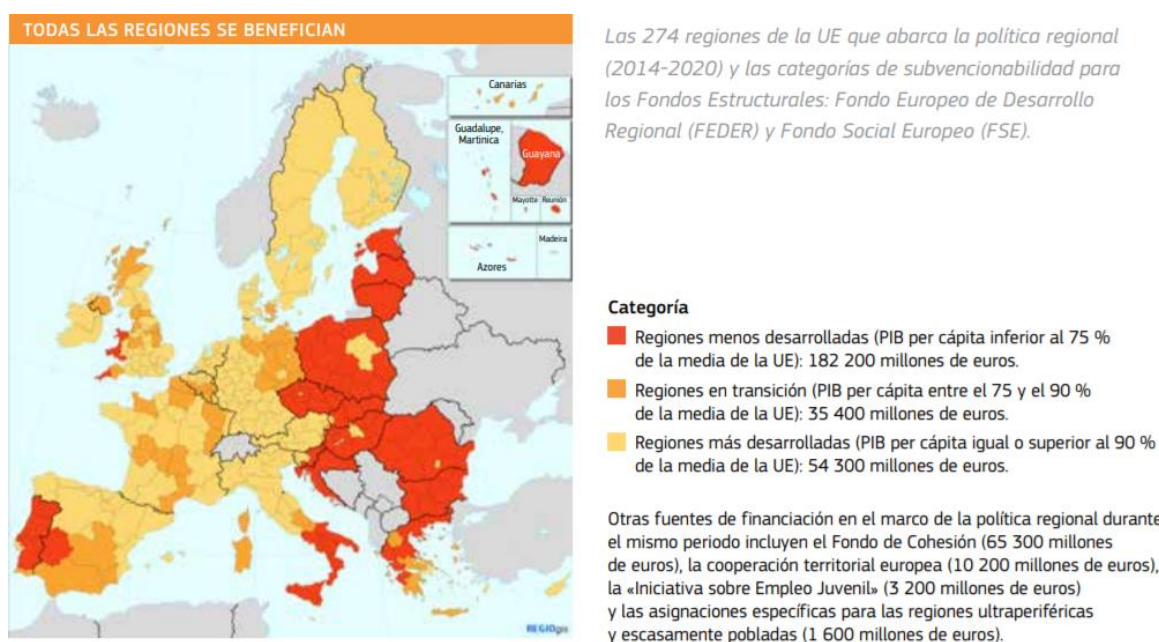 TODAS LAS REGIONES SE BENEFICIAN
Canarias
Guadalupe,
Martinica
Guayana
Mayotte
Reunión
Azores
Madeira
REGIOgis
Las 274 regiones de la UE que abarca la política regional
(2014-2020) y las categorías de subvencionabilidad para
los Fondos Estructurales: Fondo Europeo de Desarrollo
Regional (FEDER) y Fondo Social Europeo (FSE).
Categoría
Regiones menos desarrolladas (PIB per cápita inferior al 75 %
de la media de la UE): 182 200 millones de euros.
Regiones en transición (PIB per cápita entre el 75 y el 90 %
de la media de la UE): 35 400 millones de euros.
Regiones más desarrolladas (PIB per cápita igual o superior al 90 %
de la media de la UE): 54 300 millones de euros.
Otras fuentes de financiación en el marco de la política regional durante
el mismo periodo incluyen el Fondo de Cohesión (65 300 millones
de euros), la cooperación territorial europea (10 200 millones de euros),
la «Iniciativa sobre Empleo Juvenil» (3 200 millones de euros)
y las asignaciones específicas para las regiones ultraperiféricas
y escasamente pobladas (1 600 millones de euros).